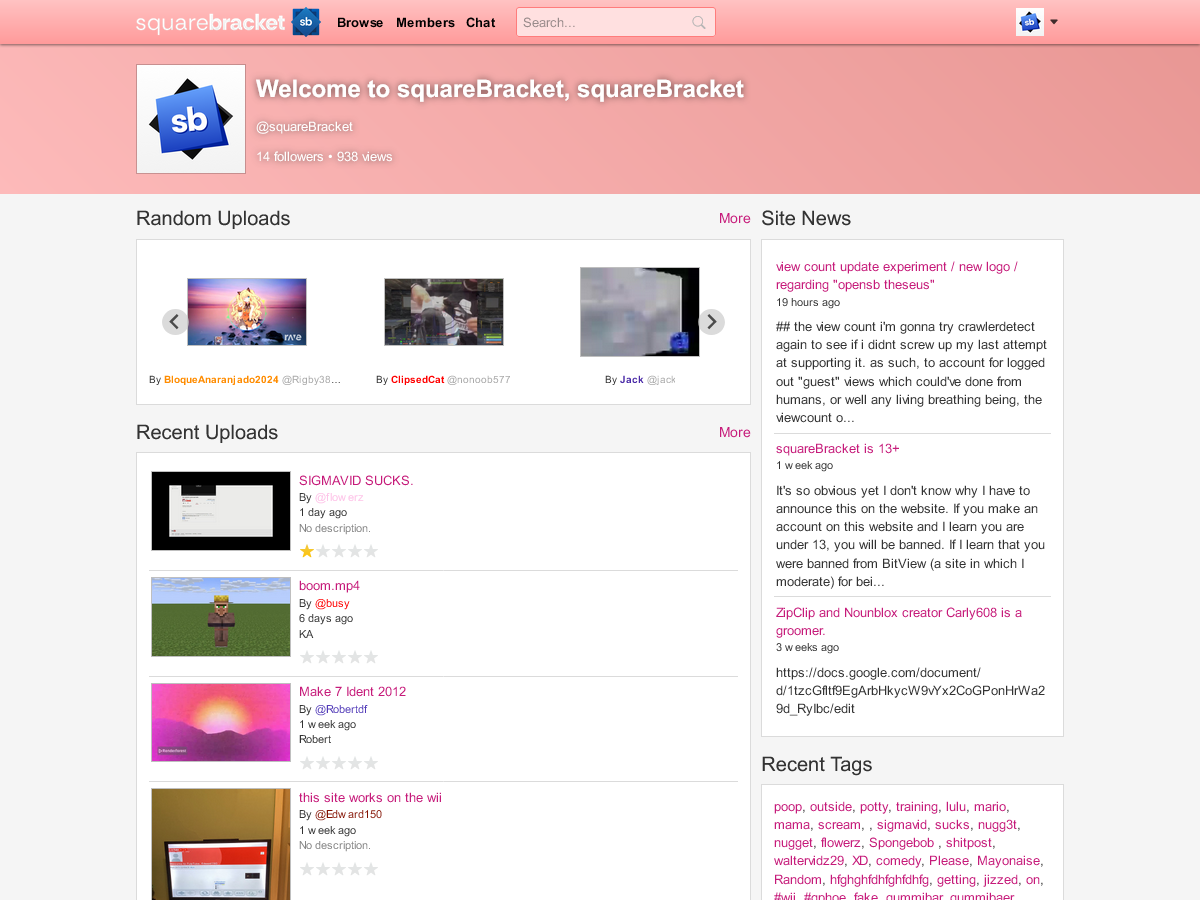 squarebracket sb Browse Members Chat Search...
sb
Welcome to squareBracket, squareBracket
@squareBracket
14 followers • 938 views
Random Uploads More
rave
By BloqueAnaranjado2024 @Rigby38...
By ClipsedCat @nonoob577
By Jack @jack
Recent Uploads More
SIGMAVID SUCKS.
By @flowerz
1 day ago
No description.
boom.mp4
By @busy
6 days ago
KA
Make 7 Ident 2012
By @Robertdf
1 week ago
Robert
this site works on the wii
By @Edward150
1 week ago
No description.
Site News
view count update experiment / new logo /
regarding "opensb theseus"
19 hours ago
## the view count i'm gonna try crawlerdetect
again to see if i didnt screw up my last attempt
at supporting it. as such, to account for logged
out "guest" views which could've done from
humans, or well any living breathing being, the
viewcount o...
squareBracket is 13+
1 week ago
It's so obvious yet I don't know why I have to
announce this on the website. If you make an
account on this website and I learn you are
under 13, you will be banned. If I learn that you
were banned from BitView (a site in which I
moderate) for bei...
ZipClip and Nounblox creator Carly608 is a
groomer.
3 weeks ago
https://docs.google.com/document/
d/1tzcGfltf9EgArbHkycW9vYx2CoGPonHrWa2
9d_RyIbc/edit
Recent Tags
poop, outside, potty, training, lulu, mario,
mama, scream, , sigmavid, sucks, nugg3t,
nugget, flowerz, Spongebob , shitpost,
waltervidz29, XD, comedy, Please, Mayonaise,
Random, hfghghfdhfghfdhfg, getting, jizzed, on,
#wii, #gphoe, fake, gummibar, gummibaer,